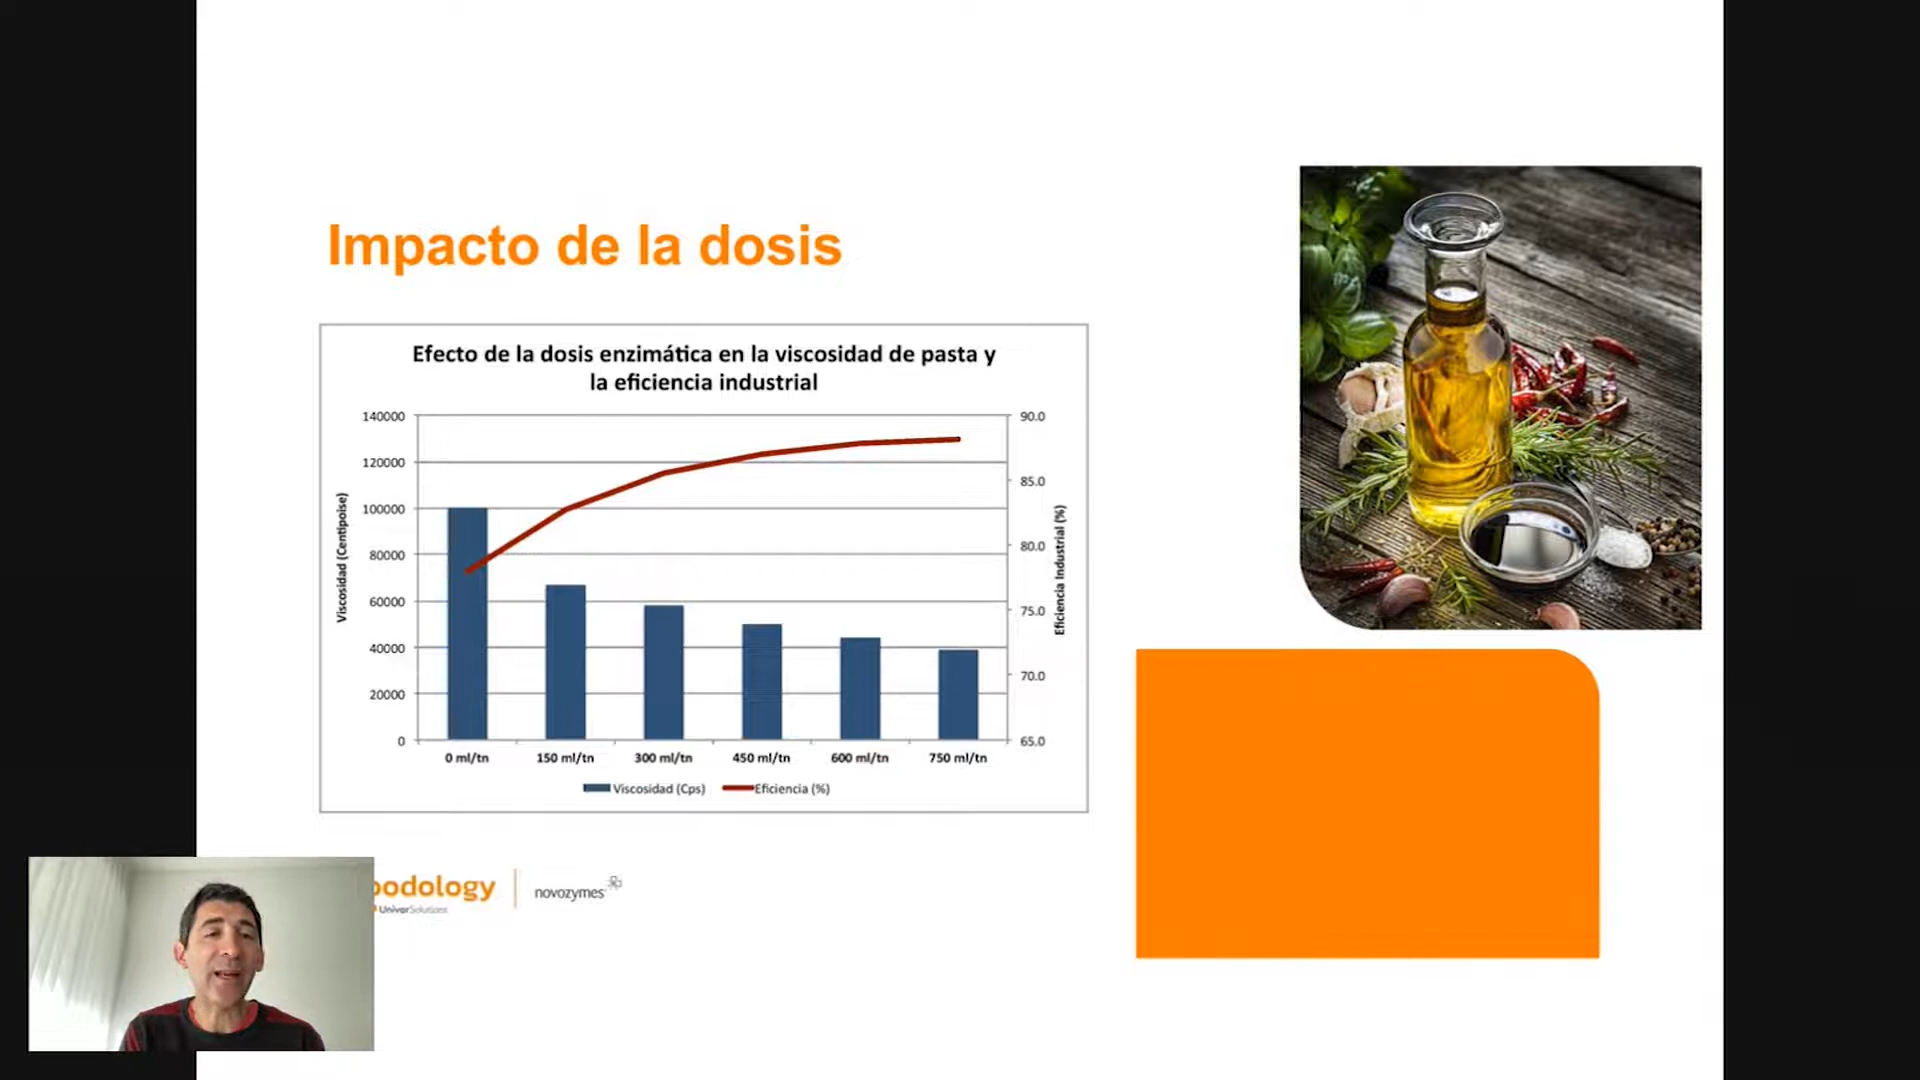 Impacto de la dosis
Efecto de la dosis enzimática en la viscosidad de pasta y
la eficiencia industrial
140000
120000
100000
80000
60000
40000
20000
0
Viscosidad (Centipoise)
90.0
85.0
80.0
75.0
70.0
65.0
Eficiencia Industrial (%)
0 ml/tn 150 ml/tn 300 ml/tn 450 ml/tn 600 ml/tn 750 ml/tn
Viscosidad (Cps) Eficiencia (%)
oodology novozymes
Univar Solutions